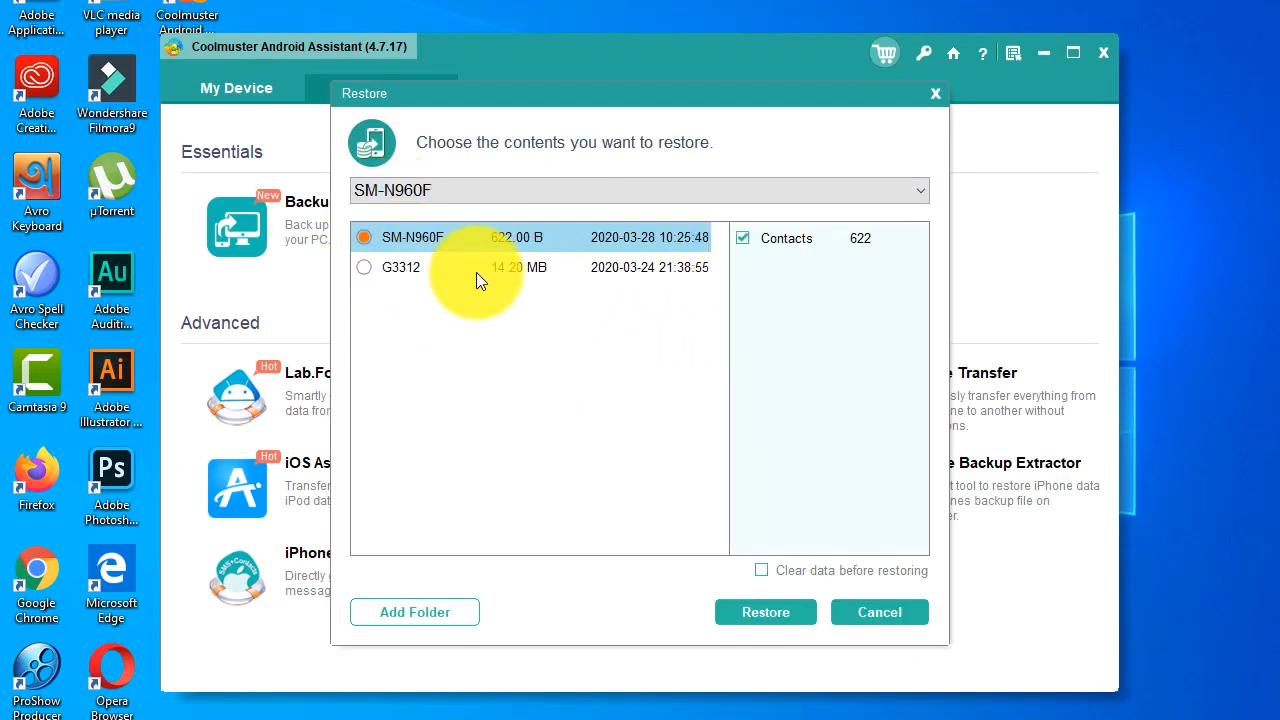 Adobe
Applicati...
VLC media
player
Coolmuster
Android ...
Adobe
Creati...
Wondershare
Filmora9
Avro
Keyboard
µTorrent
Avro Spell
Checker
Au
Adobe
Auditi...
Camtasia 9
Ai
Adobe
Illustrator ...
Firefox
Ps
Adobe
Photosh...
Google
Chrome
Microsoft
Edge
ProShow
Producer
Opera
Browser
Coolmuster Android Assistant (4.7.17)
?
My Device
Essentials
New
Backu
Back up
your PC.
Advanced
Hot
Lab.Fo
Smartly
data from
Hot
iOS As
Transfe
iPod dat
SMS+Contacts
iPhone
Directly
messag
e Transfer
sly transfer everything from
ne to another without
ons.
e Backup Extractor
t tool to restore iPhone data
nes backup file on
er.
Restore
X
Choose the contents you want to restore.
SM-N960F
SM-N960F 622.00 B 2020-03-28 10:25:48
G3312 14.20 MB 2020-03-24 21:38:55
Contacts 622
Clear data before restoring
Add Folder
Restore
Cancel